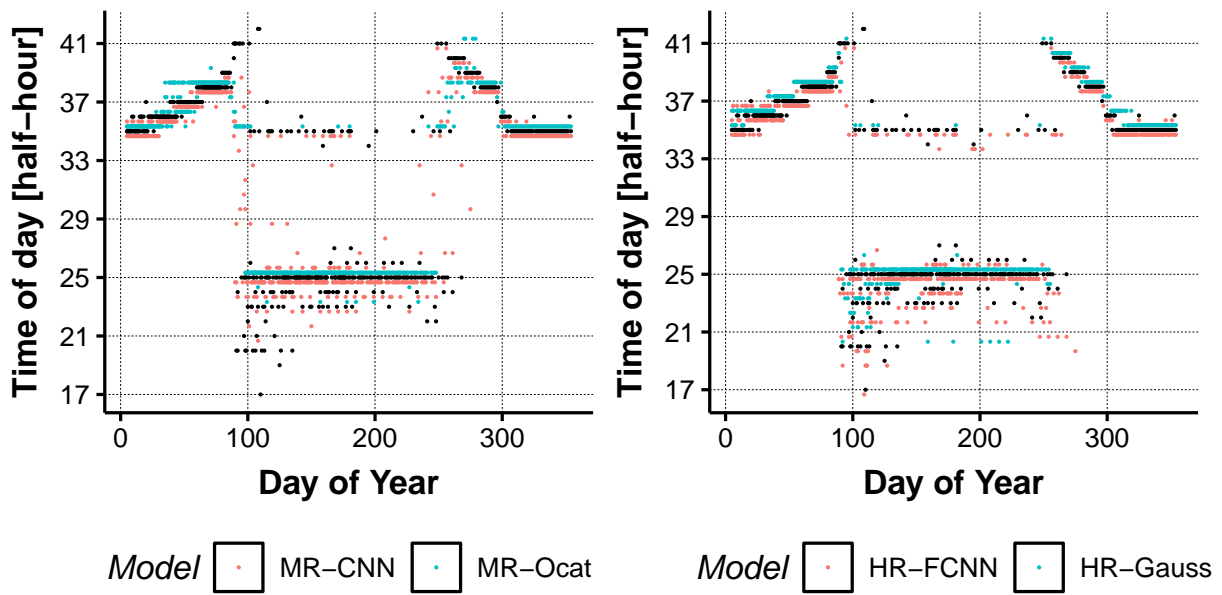 Time of day [half−hour]
41
37
33
29
25
21
17
0 100 200 300
Day of Year
Model MR−CNN MR−Ocat
Time of day [half−hour]
41
37
33
29
25
21
17
0 100 200 300
Day of Year
Model HR−FCNN HR−Gauss